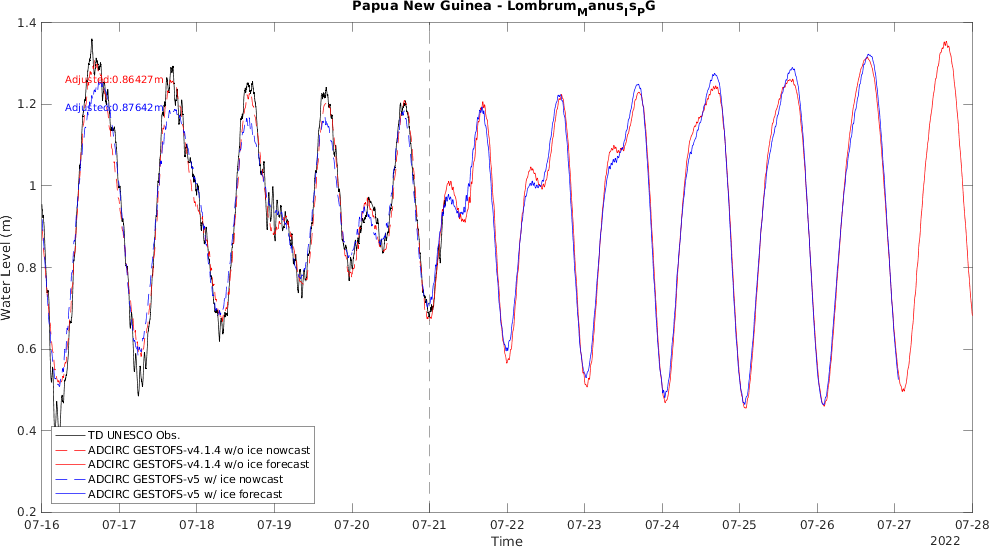 Papua New Guinea - LombrumManusIsPG
1.4
1.2
1
0.8
0.6
0.4
0.2
Water Level (m)
Adjusted:0.86427m
Adjusted:0.87642m
TD UNESCO Obs.
ADCIRC GESTOFS-v4.1.4 w/o ice nowcast
ADCIRC GESTOFS-v4.1.4 w/o ice forecast
ADCIRC GESTOFS-v5 w/ ice nowcast
ADCIRC GESTOFS-v5 w/ ice forecast
07-16 07-17 07-18 07-19 07-20 07-21 07-22 07-23 07-24 07-25 07-26 07-27 07-28
Time
2022